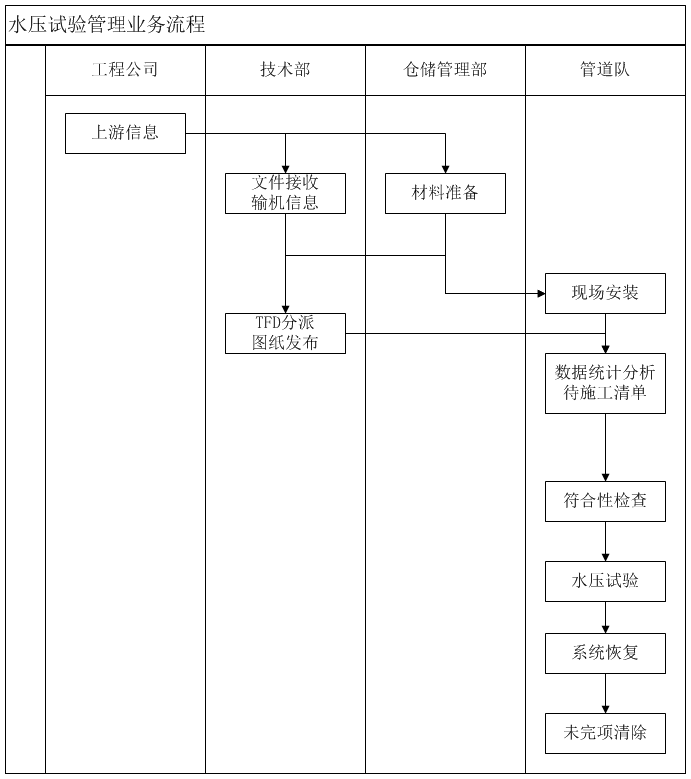 水压试验管理业务流程
工程公司
技术部
仓储管理部
管道队
上游信息
文件接收
输机信息
材料准备
现场安装
TFD分派
图纸发布
数据统计分析
待施工清单
符合性检查
水压试验
系统恢复
未完项清除